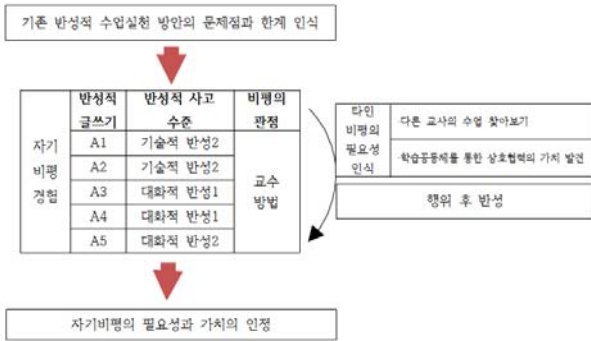 기존 반성적 수업실천 방안의 문제점과 한계 인식
반성적 반성적 사고 비평의
글쓰기 수준 관점
자기
비평
경험
A1 기술적 반성2
A2 기술적 반성2
A3 대화적 반성1
A4 대화적 반성1
A5 대화적 반성2
교수
방법
타인
비평의
필요성
인식
·다른 교사의 수업 찾아보기
·학습공동체를 통한 상호협력의 가치 발견
행위 후 반성
자기비평의 필요성과 가치의 인정